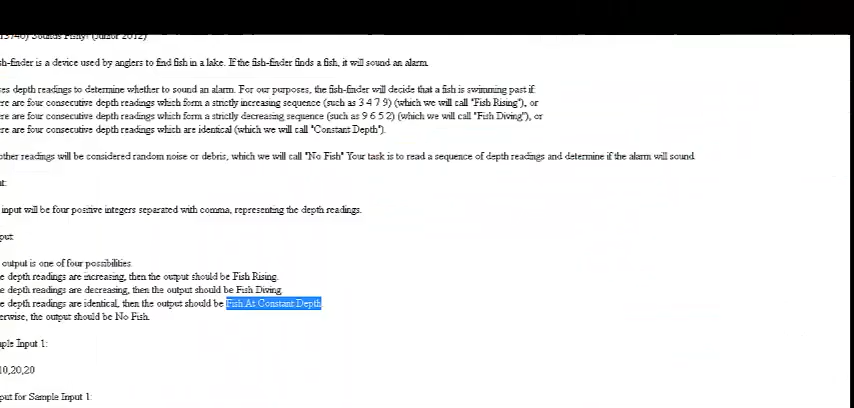 Sounds Fishy! (Junior 2012)
sh-finder is a device used by anglers to find fish in a lake. If the fish-finder finds a fish, it will sound an alarm.
es depth readings to determine whether to sound an alarm. For our purposes, the fish-finder will decide that a fish is swimming past if:
re are four consecutive depth readings which form a strictly increasing sequence (such as 3 4 7 9) (which we will call "Fish Rising"), or
re are four consecutive depth readings which form a strictly decreasing sequence (such as 9 6 5 2) (which we will call "Fish Diving"), or
re are four consecutive depth readings which are identical (which we will call "Constant Depth").
other readings will be considered random noise or debris, which we will call "No Fish" Your task is to read a sequence of depth readings and determine if the alarm will sound.
ut:
input will be four positive integers separated with comma, representing the depth readings.
put:
output is one of four possibilities.
e depth readings are increasing, then the output should be Fish Rising.
e depth readings are decreasing, then the output should be Fish Diving.
e depth readings are identical, then the output should be Fish At Constant Depth.
erwise, the output should be No Fish.
ple Input 1:
10,20,20
put for Sample Input 1: